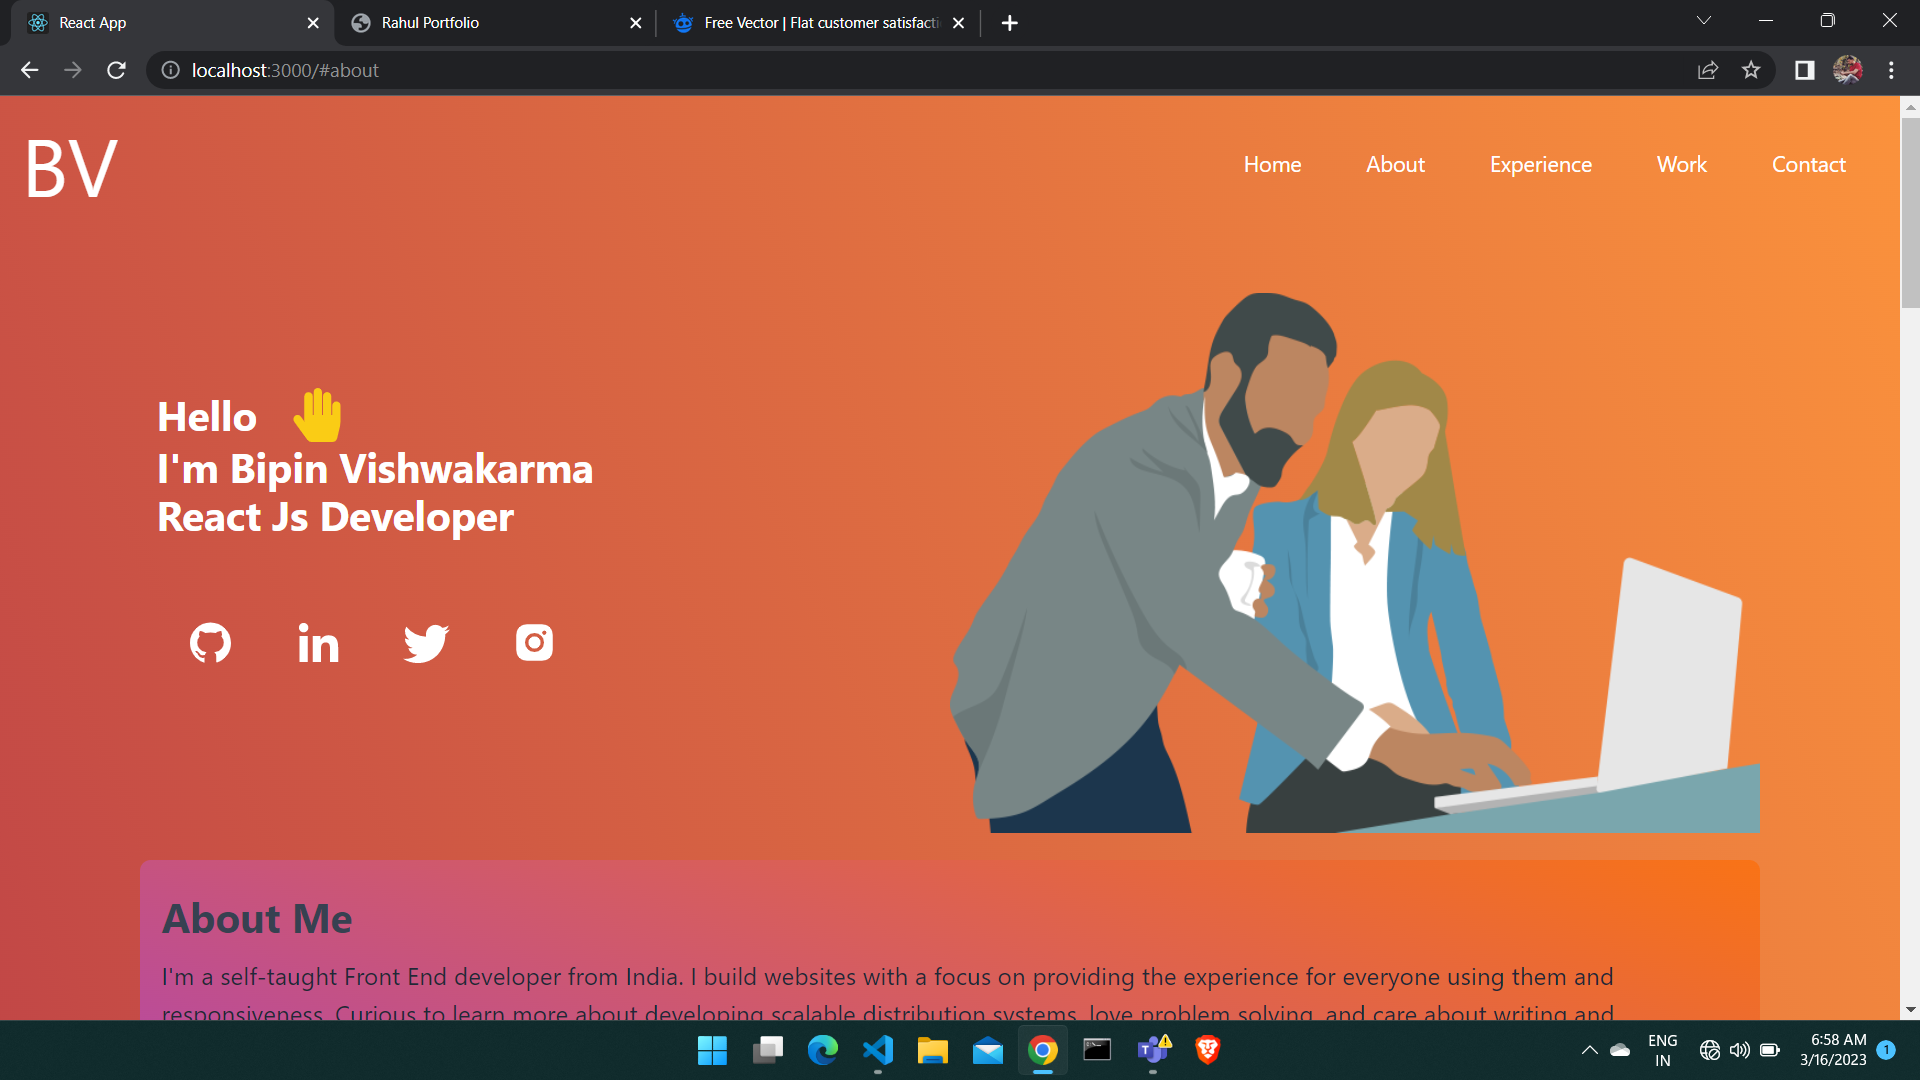 React App
Rahul Portfolio
Free Vector | Flat customer satisfacti
localhost:3000/#about
BV
Home About Experience Work Contact
Hello
I'm Bipin Vishwakarma
React Js Developer
About Me
I'm a self-taught Front End developer from India. I build websites with a focus on providing the experience for everyone using them and
responsiveness. Curious to learn more about developing scalable distribution systems, love problem solving, and care about writing and
ENG
IN
6:58 AM
3/16/2023
1